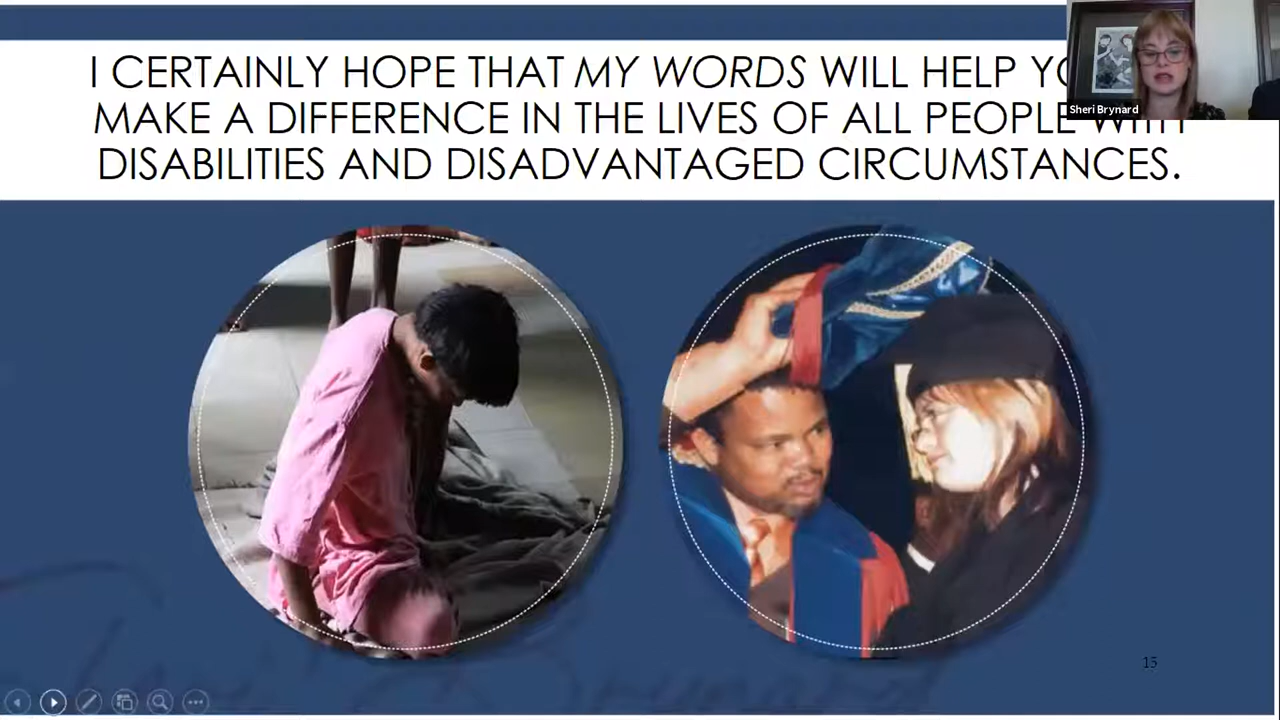 I CERTAINLY HOPE THAT MY WORDS WILL HELP
MAKE A DIFFERENCE IN THE LIVES OF ALL PEOPLE WITH
DISABILITIES AND DISADVANTAGED CIRCUMSTANCES.
Sheri Brynard
15